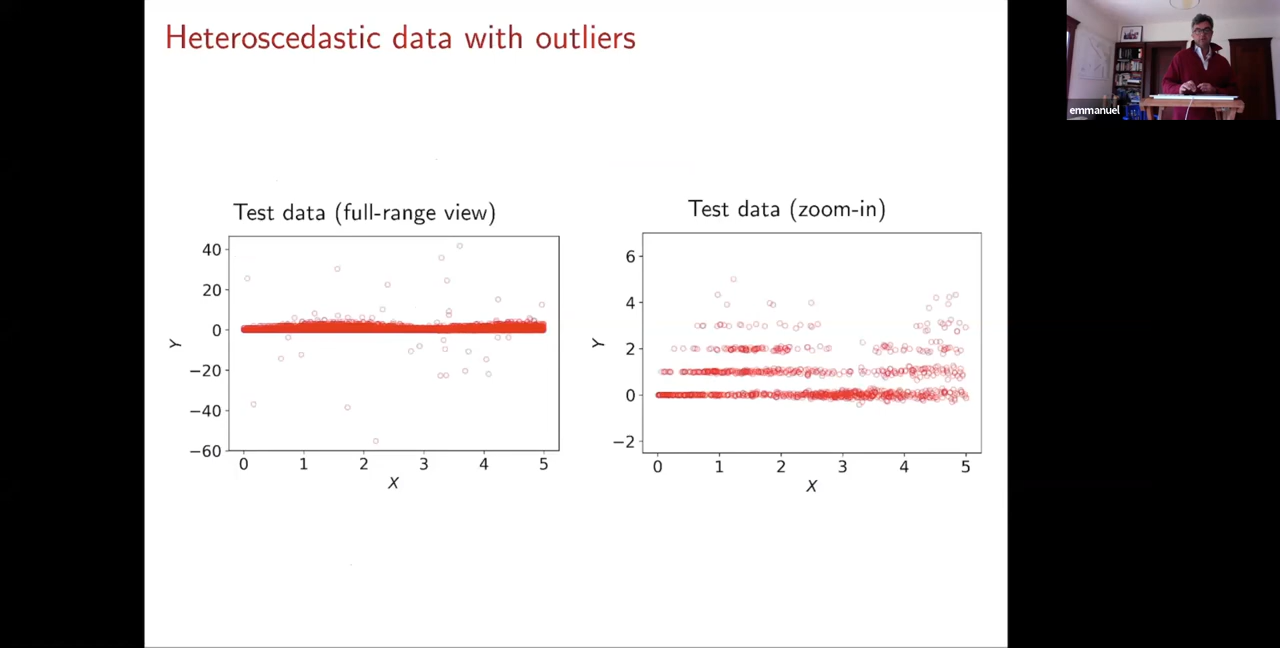 Heteroscedastic data with outliers
emmanuel
Test data (full-range view)
40
20
0
−20
−40
−60
Y
0 1 2 3 4 5
X
Test data (zoom-in)
6
4
2
0
−2
Y
0 1 2 3 4 5
X